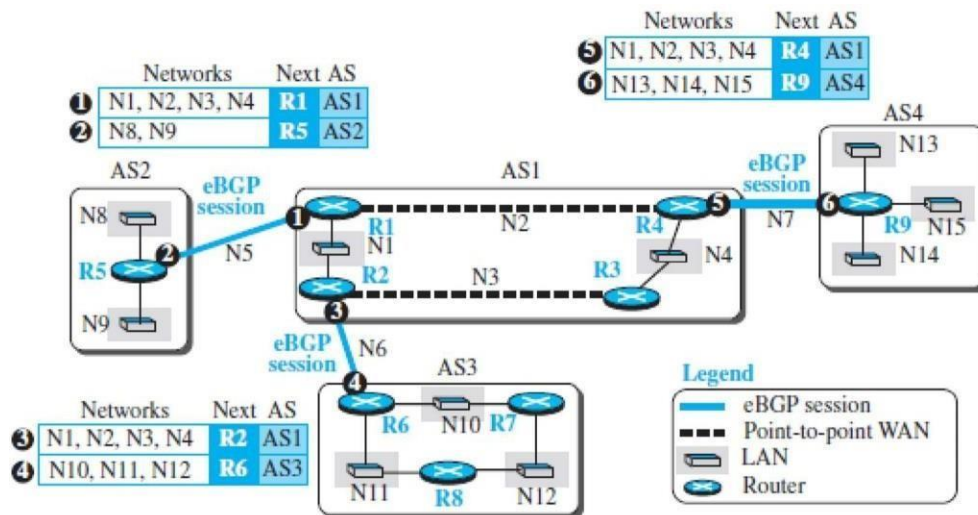 Networks Next AS
1 N1, N2, N3, N4 R1 AS1
2 N8, N9 R5 AS2
Networks Next AS
5 N1, N2, N3, N4 R4 AS1
6 N13, N14, N15 R9 AS4
AS2
eBGP
session
N8
R5
2
N5
N9
AS1
1
R1
N2
R4
5
N1
N4
R2
N3
R3
3
eBGP
session
N7
AS4
N13
6
R9
N15
N14
eBGP
session
N6
4
AS3
R6
N10
R7
N11
R8
N12
Networks Next AS
3 N1, N2, N3, N4 R2 AS1
4 N10, N11, N12 R6 AS3
Legend
eBGP session
Point-to-point WAN
LAN
Router